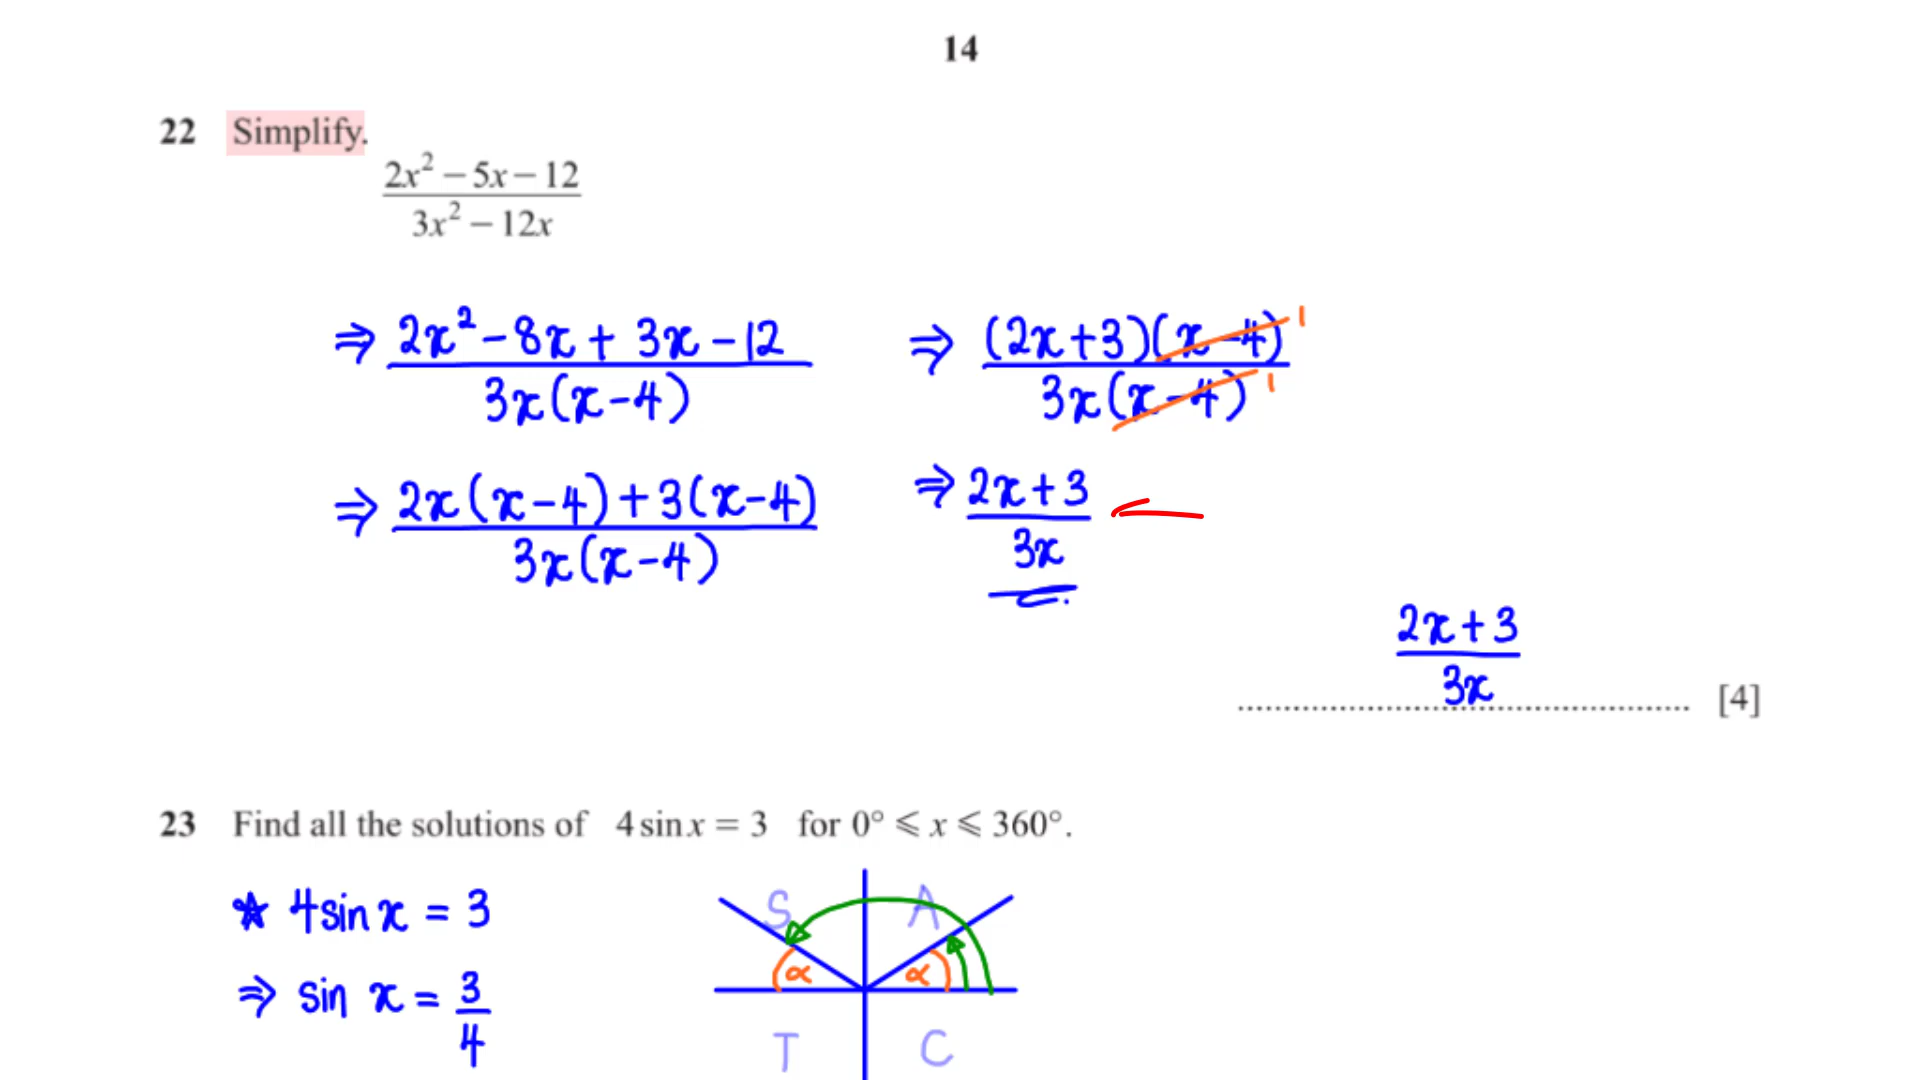 14
22 Simplify.
2x² − 5x − 12
3x² − 12x
⇒ 2x² − 8x + 3x − 12
3x(x − 4)
⇒ (2x + 3)(x − 4) 1
3x(x − 4) 1
⇒ 2x(x − 4) + 3(x − 4)
3x(x − 4)
⇒ 2x + 3
3x
2x + 3
3x
.................................................. [4]
23 Find all the solutions of 4 sin x = 3 for 0° ⩽ x ⩽ 360°.
* 4sin x = 3
⇒ sin x = 3
4
S A
α α
T C